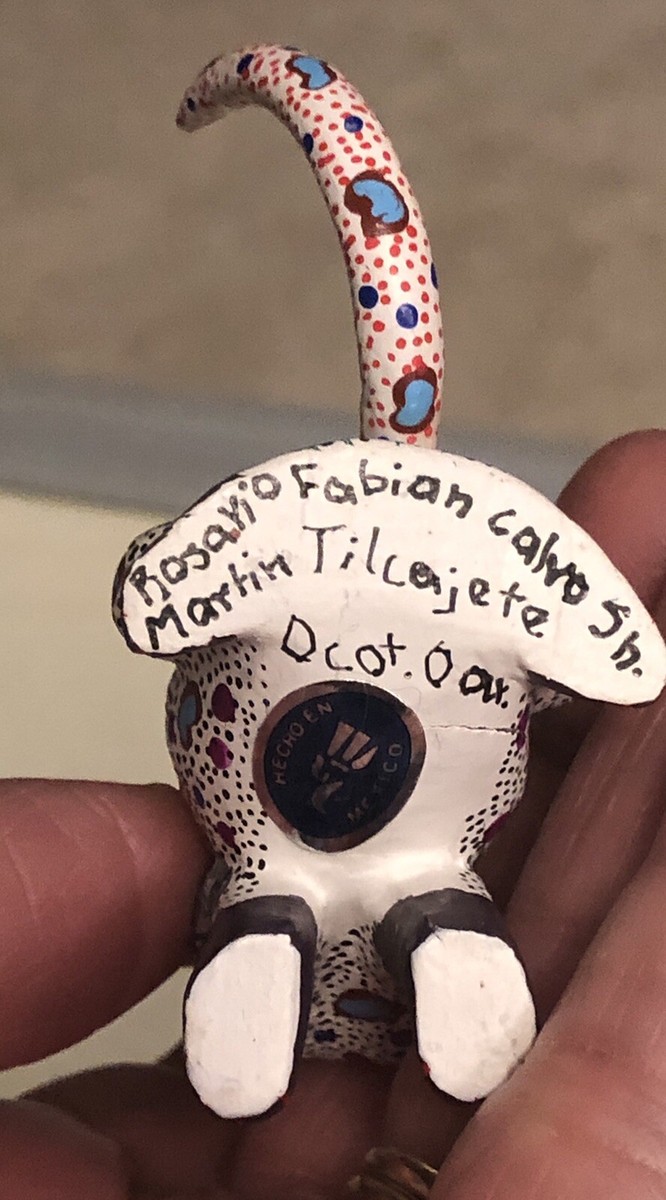 Rosario Fabian Calvo Sn.
Martin Tilcajete
Ocot. Oax.
HECHO EN
MEXICO